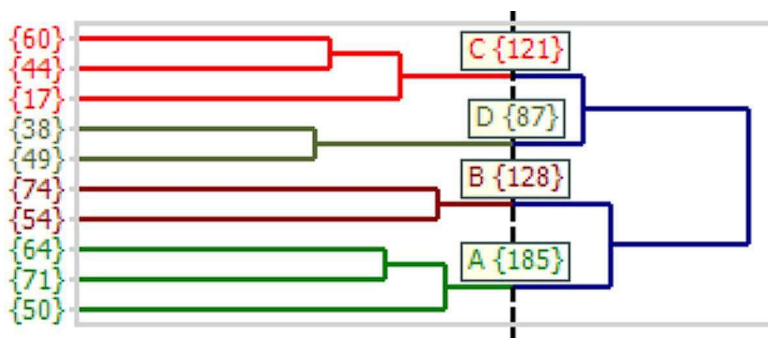 {60}
C {121}
{44}
{17}
D {87}
{38}
{49}
B {128}
{74}
{54}
A {185}
{64}
{71}
{50}